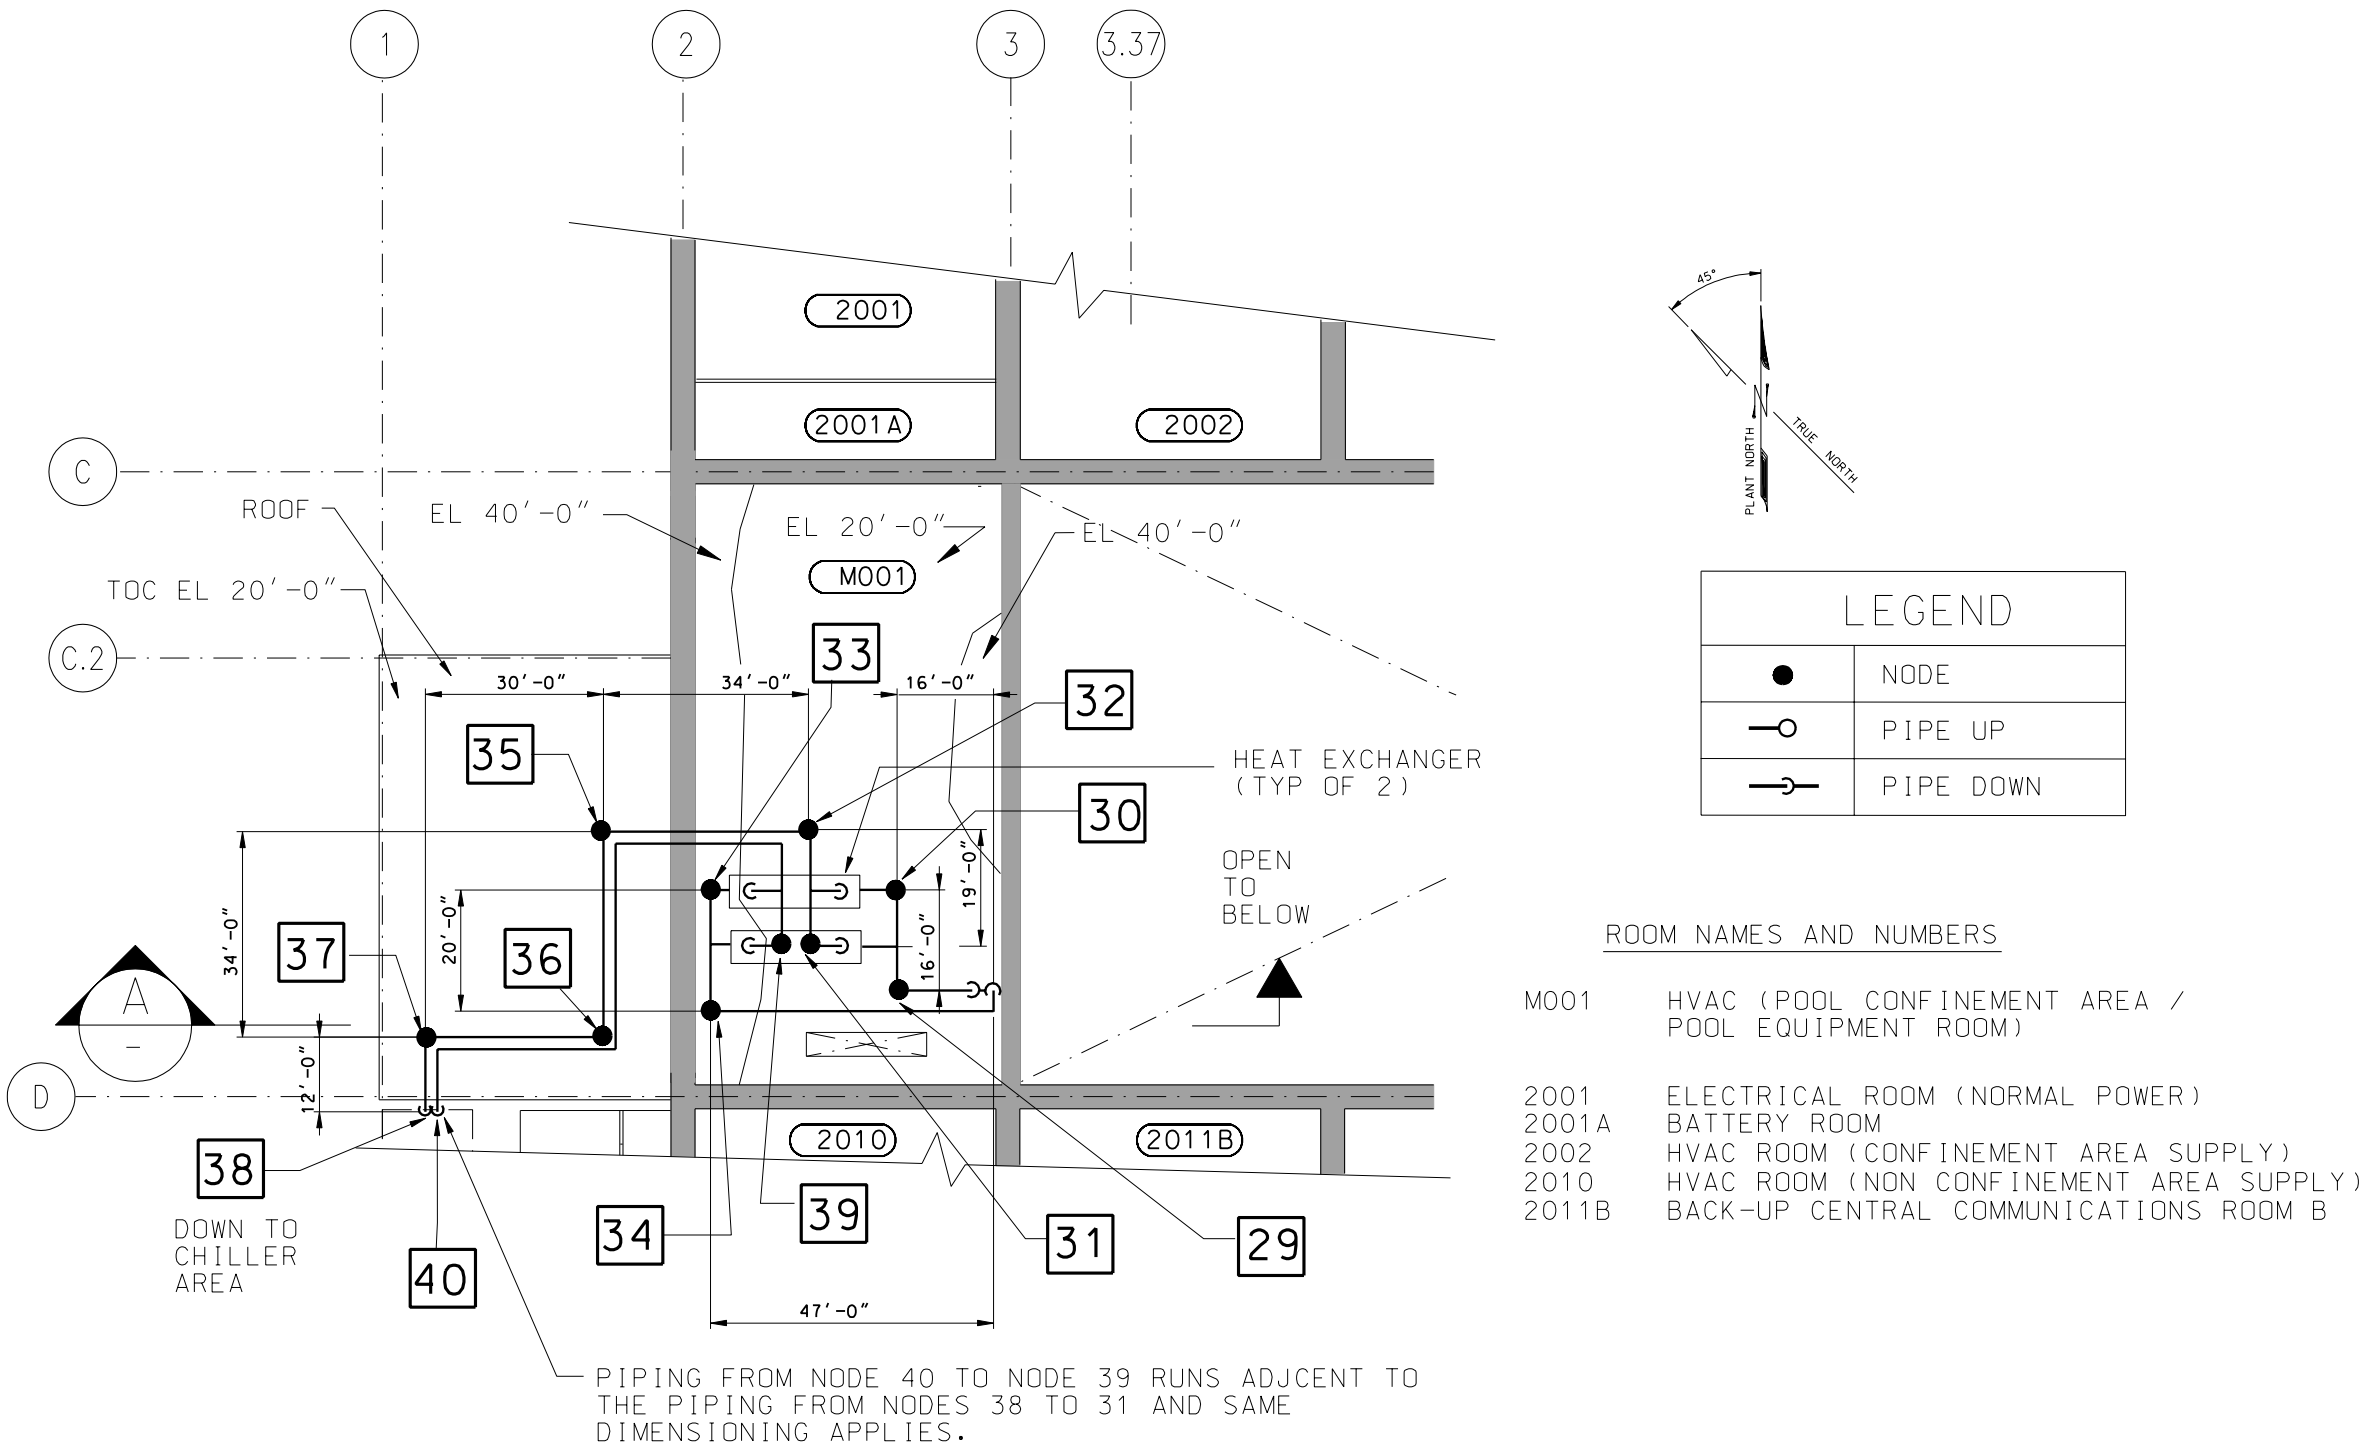 1
2
3
3.37
2001
2001A
2002
C
ROOF
EL 40'-0"
EL 20'-0"
EL 40'-0"
M001
TOC EL 20'-0"
C.2
33
30'-0"
34'-0"
16'-0"
32
35
HEAT EXCHANGER
(TYP OF 2)
30
OPEN
TO
BELOW
19'-0"
34'-0"
20'-0"
16'-0"
37
36
A
-
12'-0"
D
2010
2011B
38
39
34
31
29
DOWN TO
CHILLER
AREA
40
47'-0"
PIPING FROM NODE 40 TO NODE 39 RUNS ADJCENT TO
THE PIPING FROM NODES 38 TO 31 AND SAME
DIMENSIONING APPLIES.
45°
PLANT NORTH
TRUE NORTH
LEGEND
NODE
PIPE UP
PIPE DOWN
ROOM NAMES AND NUMBERS
M001 HVAC (POOL CONFINEMENT AREA /
POOL EQUIPMENT ROOM)
2001 ELECTRICAL ROOM (NORMAL POWER)
2001A BATTERY ROOM
2002 HVAC ROOM (CONFINEMENT AREA SUPPLY)
2010 HVAC ROOM (NON CONFINEMENT AREA SUPPLY)
2011B BACK-UP CENTRAL COMMUNICATIONS ROOM B